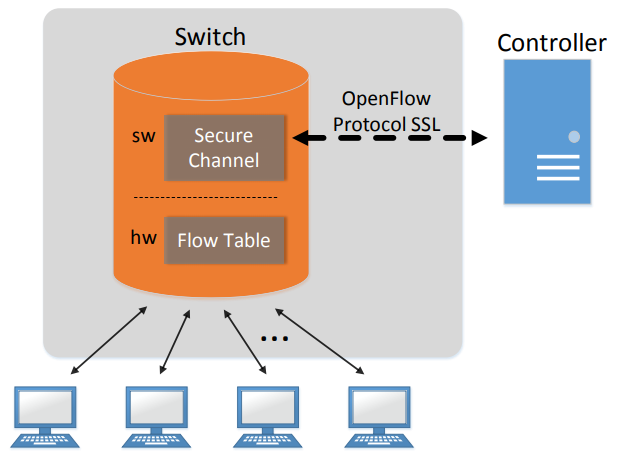 Switch
Controller
OpenFlow
Protocol SSL
sw
Secure
Channel
hw
Flow Table
...